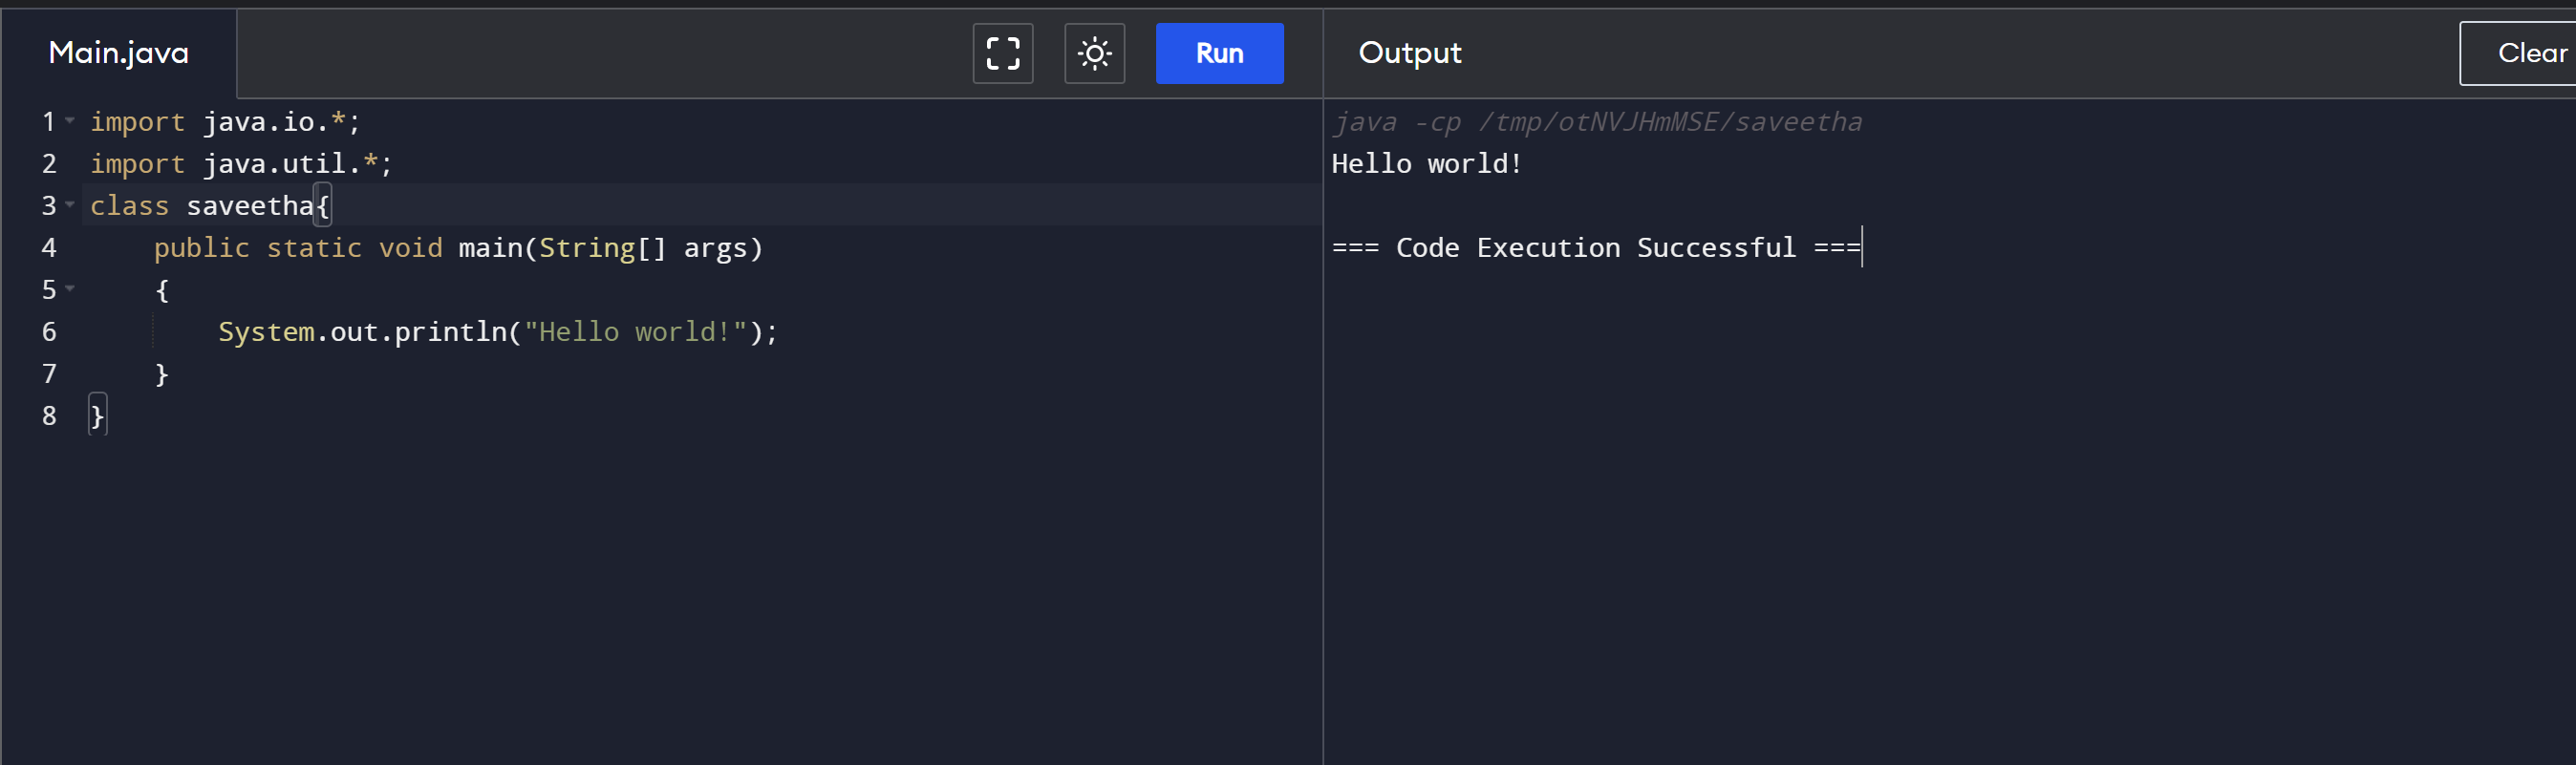 Main.java
Run
Output
Clear
1 import java.io.*;
2 import java.util.*;
3 class saveetha{
4     public static void main(String[] args)
5     {
6         System.out.println("Hello world!");
7     }
8 }
java -cp /tmp/otNVJHmMSE/saveetha
Hello world!
=== Code Execution Successful ===